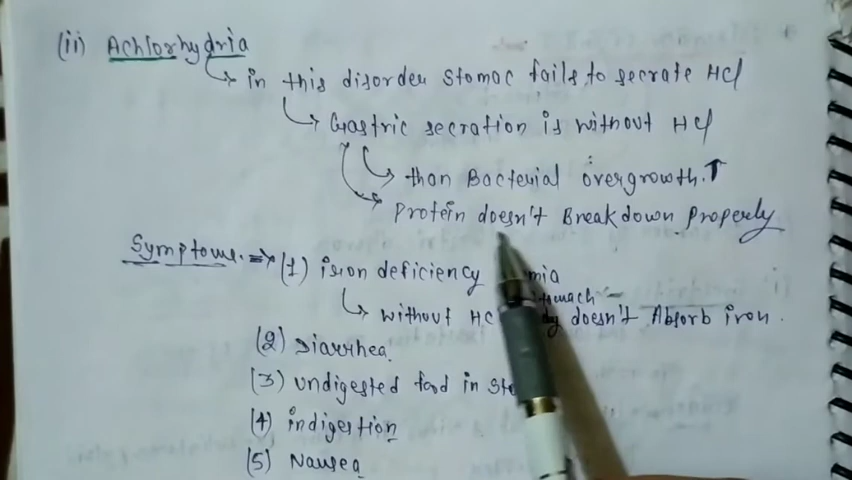 (ii) Achlorhydria
in this disorder Stomac fails to secrate HCl
Gastric secration is without HCl
than Bacterial overgrowth.↑
Protein doesn't Breakdown Properly
Symptoms. ⇒ (1) iron deficiency
stomach
without doesn't Absorb iron.
(2) Diarrhea.
(3) undigested food in
(4) indigestion
(5) Nausea